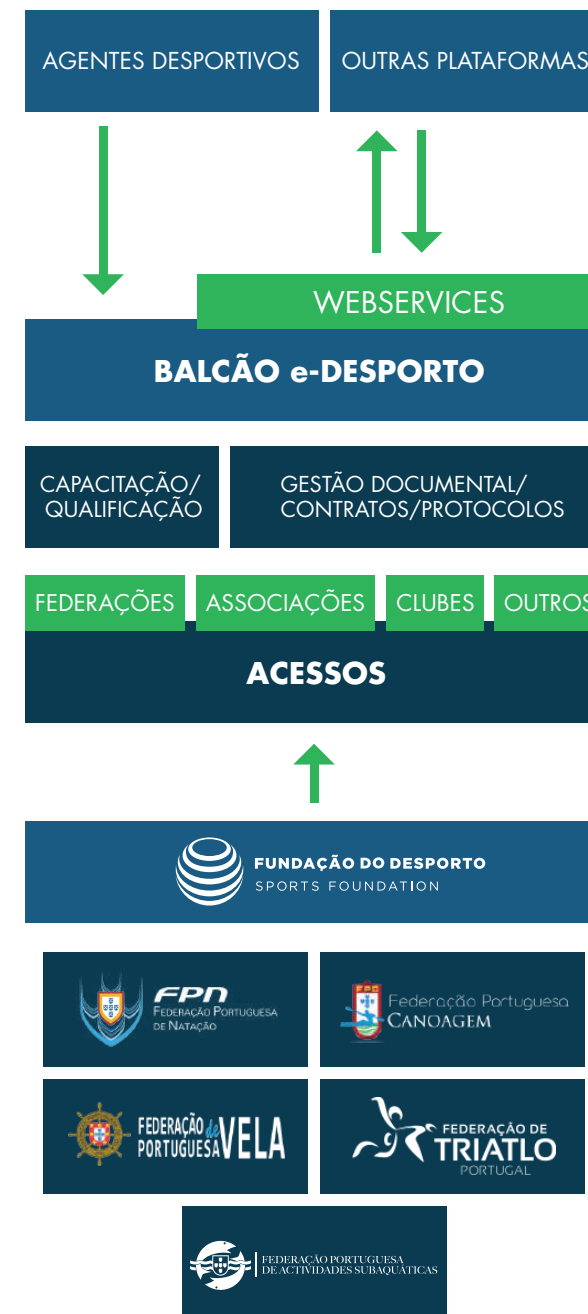 AGENTES DESPORTIVOS
OUTRAS PLATAFORMAS
WEBSERVICES
BALCÃO e-DESPORTO
CAPACITAÇÃO/
QUALIFICAÇÃO
GESTÃO DOCUMENTAL/
CONTRATOS/PROTOCOLOS
FEDERAÇÕES
ASSOCIAÇÕES
CLUBES
OUTROS
ACESSOS
FUNDAÇÃO DO DESPORTO
SPORTS FOUNDATION
FPN
FEDERAÇÃO PORTUGUESA
DE NATAÇÃO
FPC
Federação Portuguesa
CANOAGEM
FEDERAÇÃO de
PORTUGUESA VELA
FEDERAÇÃO DE
TRIATLO
PORTUGAL
FEDERAÇÃO PORTUGUESA
DE ACTIVIDADES SUBAQUÁTICAS